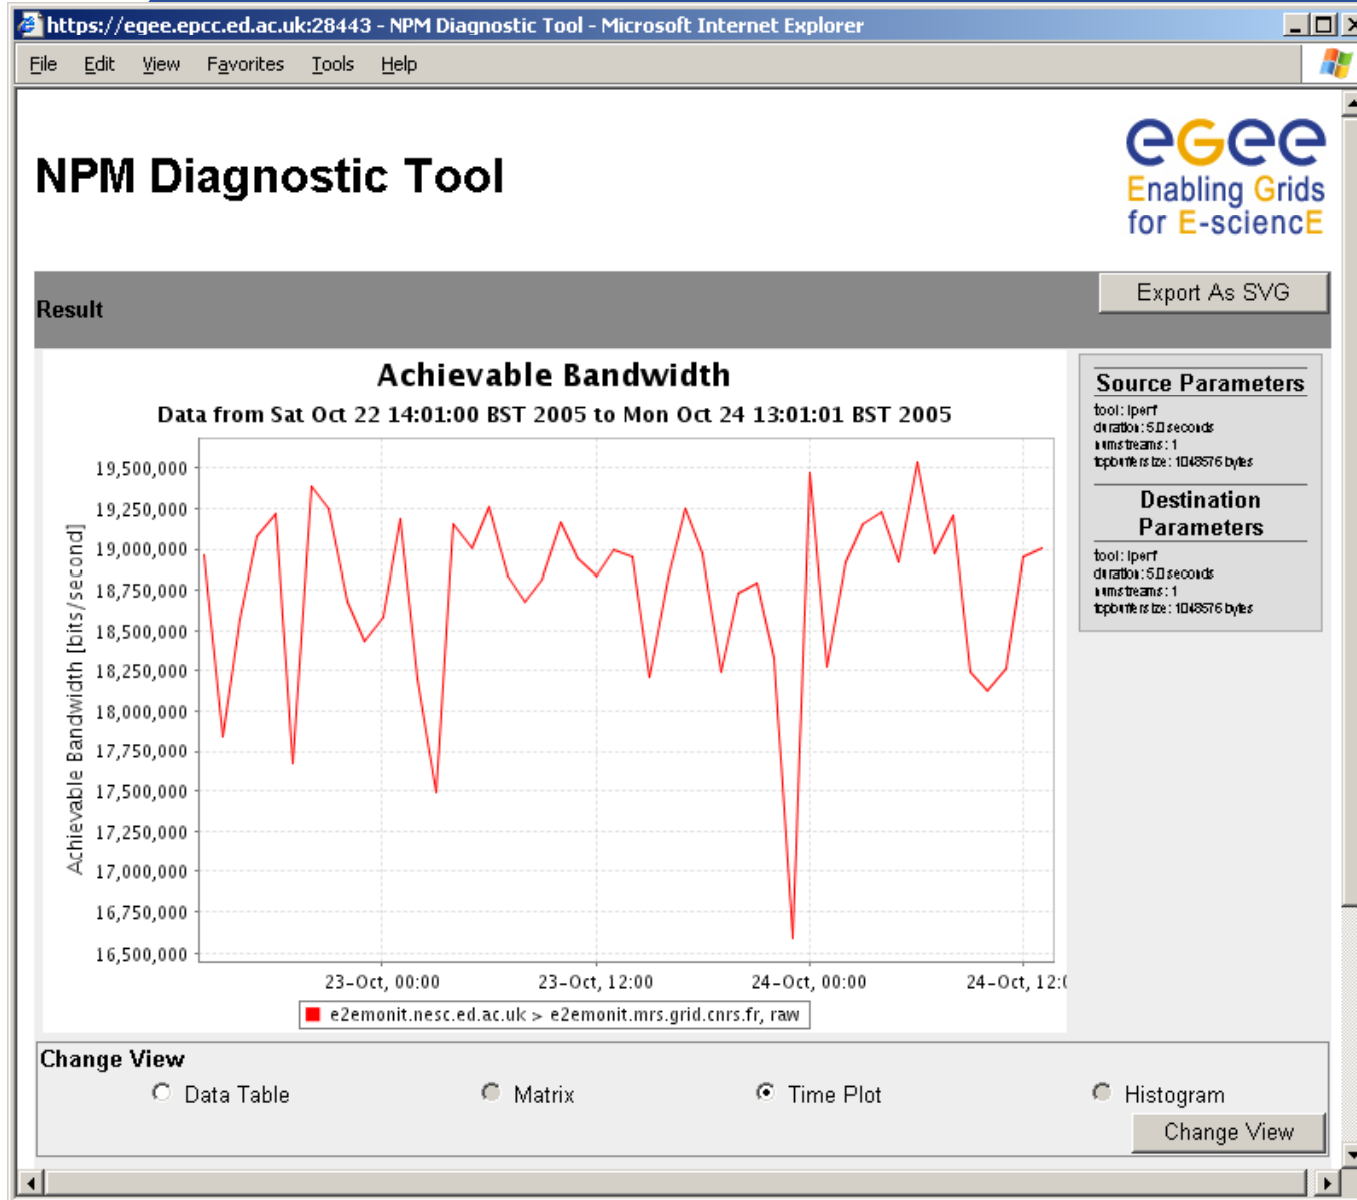 https://egee.epcc.ed.ac.uk:28443 - NPM Diagnostic Tool - Microsoft Internet Explorer
File Edit View Favorites Tools Help
NPM Diagnostic Tool
eGee
Enabling Grids
for E-sciencE
Result
Export As SVG
Achievable Bandwidth
Data from Sat Oct 22 14:01:00 BST 2005 to Mon Oct 24 13:01:01 BST 2005
Achievable Bandwidth [bits/second]
19,500,000
19,250,000
19,000,000
18,750,000
18,500,000
18,250,000
18,000,000
17,750,000
17,500,000
17,250,000
17,000,000
16,750,000
16,500,000
23-Oct, 00:00 23-Oct, 12:00 24-Oct, 00:00 24-Oct, 12:0
e2emonit.nesc.ed.ac.uk > e2emonit.mrs.grid.cnrs.fr, raw
Source Parameters
tool: iperf
duration: 5.0 seconds
numstreams: 1
tcpbuffersize: 1048576 bytes
Destination
Parameters
tool: iperf
duration: 5.0 seconds
numstreams: 1
tcpbuffersize: 1048576 bytes
Change View
Data Table Matrix Time Plot Histogram
Change View